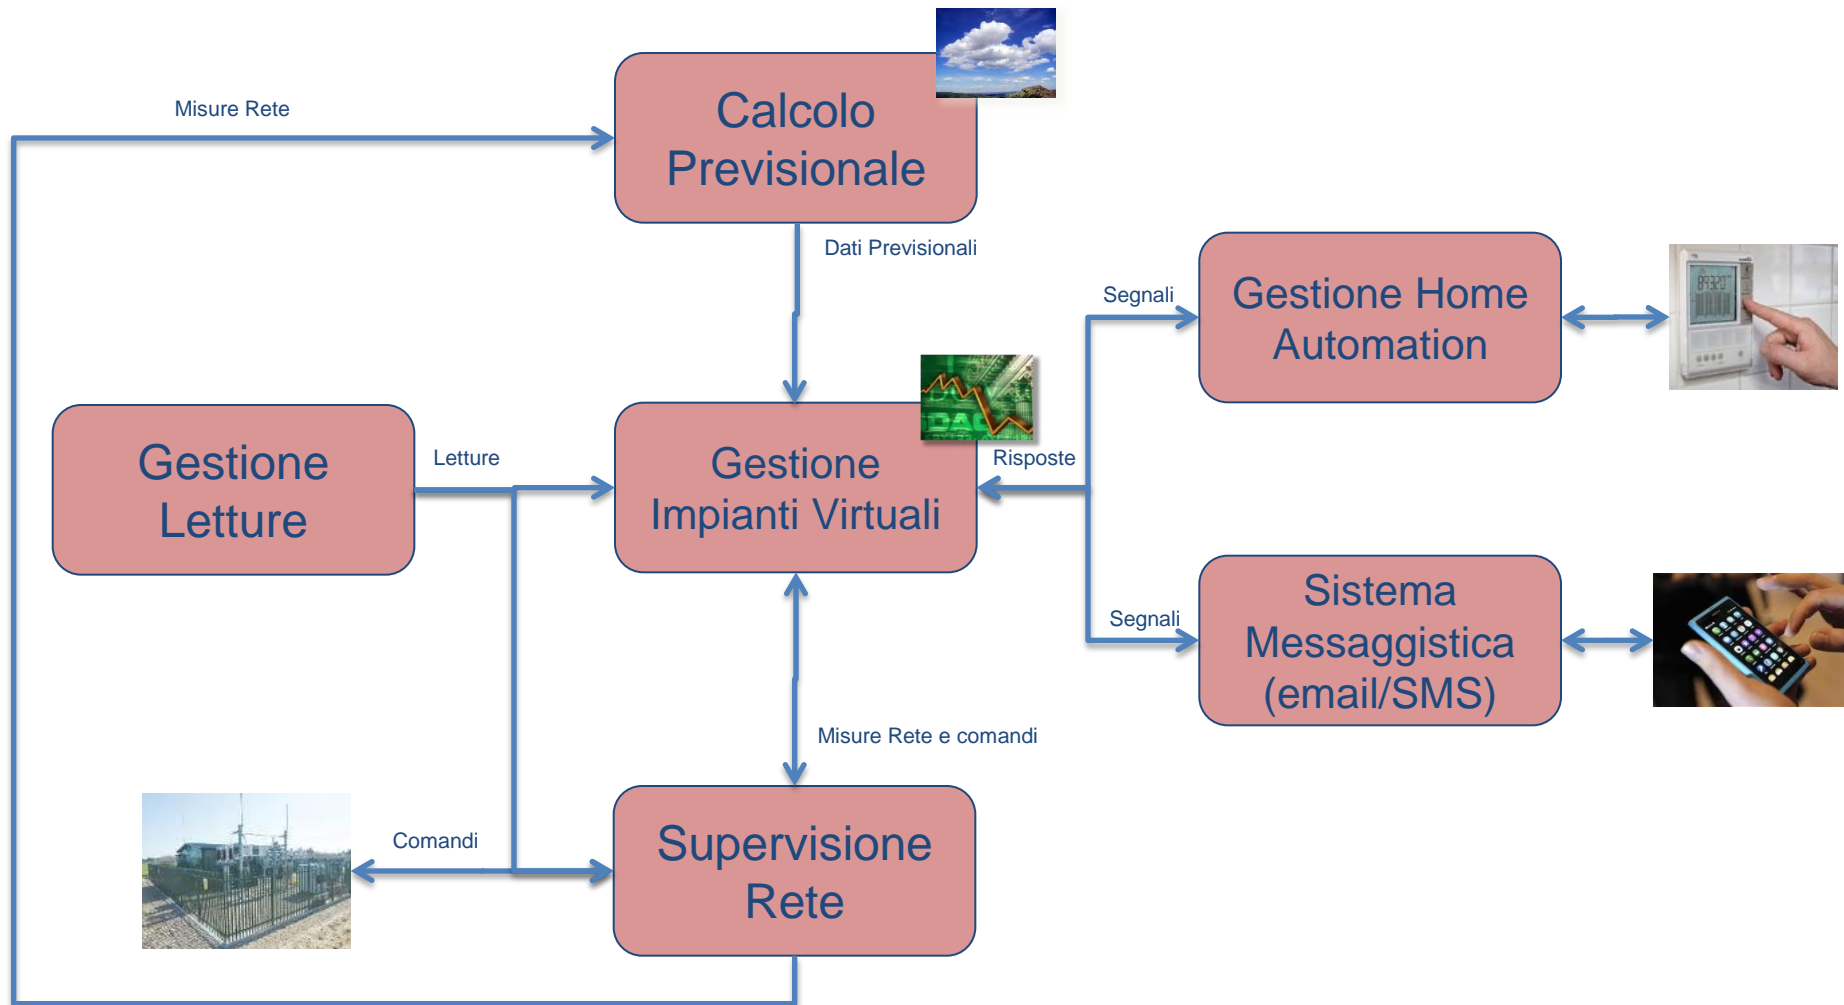 Misure Rete
Calcolo
Previsionale
Dati Previsionali
Segnali
Gestione Home
Automation
89320
Gestione
Letture
Letture
Gestione
Impianti Virtuali
Risposte
Segnali
Sistema
Messaggistica
(email/SMS)
Misure Rete e comandi
Comandi
Supervisione
Rete